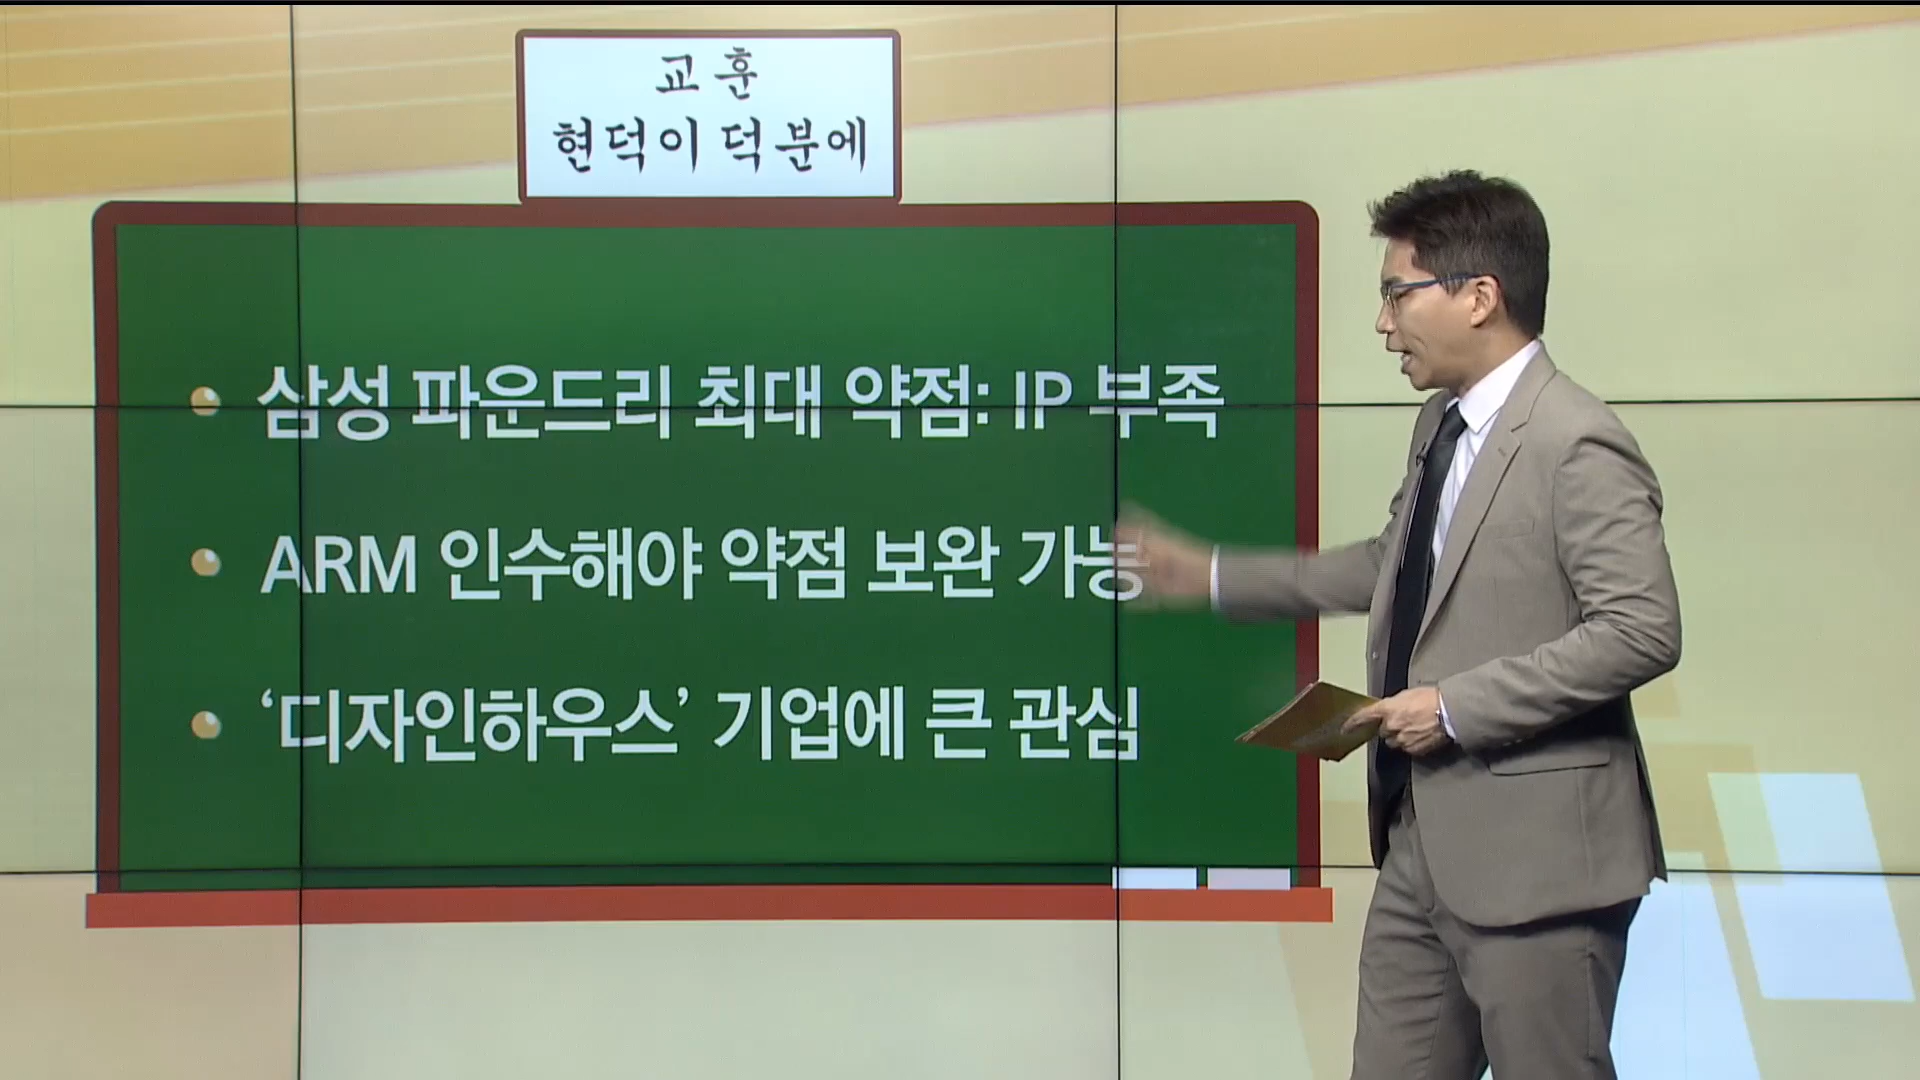 교훈
현덕이 덕분에
삼성 파운드리 최대 약점: IP 부족
ARM 인수해야 약점 보완 가능
‘디자인하우스’ 기업에 큰 관심